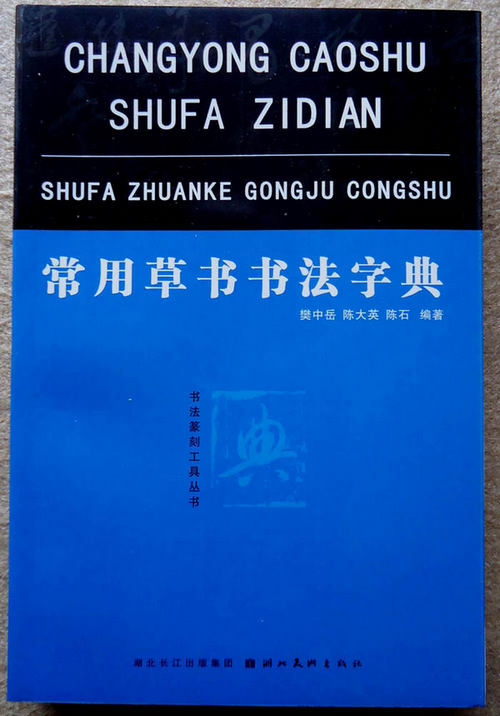 CHANGYONG CAOSHU
SHUFA ZIDIAN
SHUFA ZHUANKE GONGJU CONGSHU
常用草书书法字典
樊中岳 陈大英 陈石 编著
书法篆刻工具丛书
典
湖北长江出版集团 湖北美术出版社